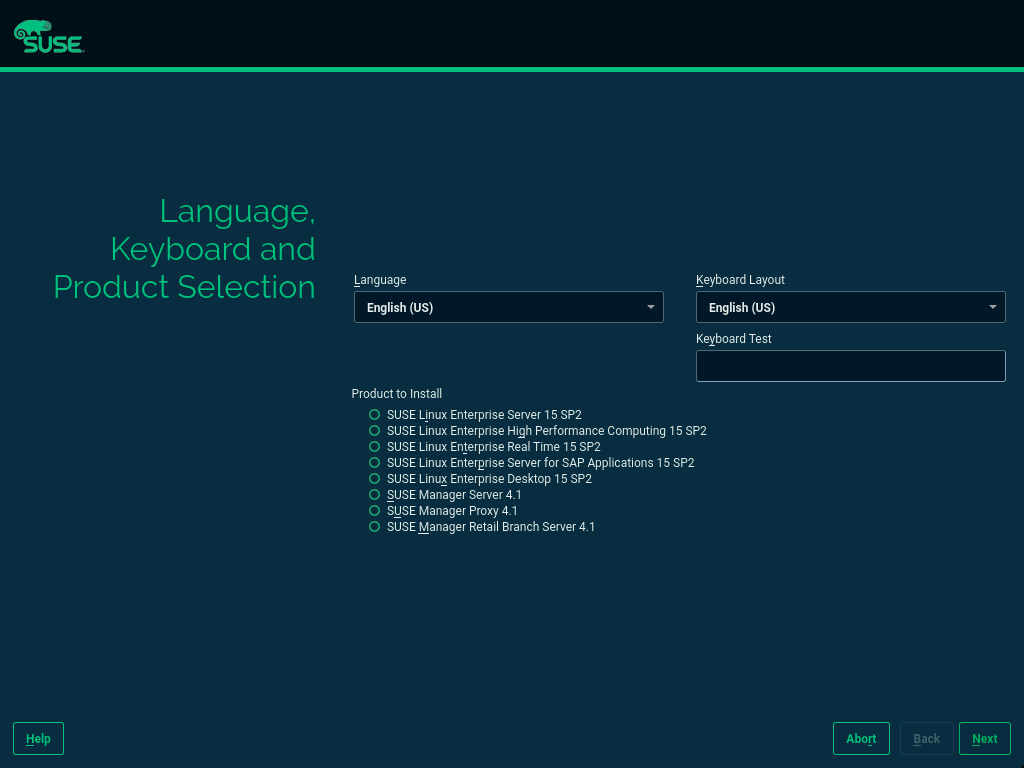 SUSE
Language,
Keyboard and
Product Selection
Language
Keyboard Layout
English (US)
English (US)
Keyboard Test
Product to Install
SUSE Linux Enterprise Server 15 SP2
SUSE Linux Enterprise High Performance Computing 15 SP2
SUSE Linux Enterprise Real Time 15 SP2
SUSE Linux Enterprise Server for SAP Applications 15 SP2
SUSE Linux Enterprise Desktop 15 SP2
SUSE Manager Server 4.1
SUSE Manager Proxy 4.1
SUSE Manager Retail Branch Server 4.1
Help
Abort
Back
Next